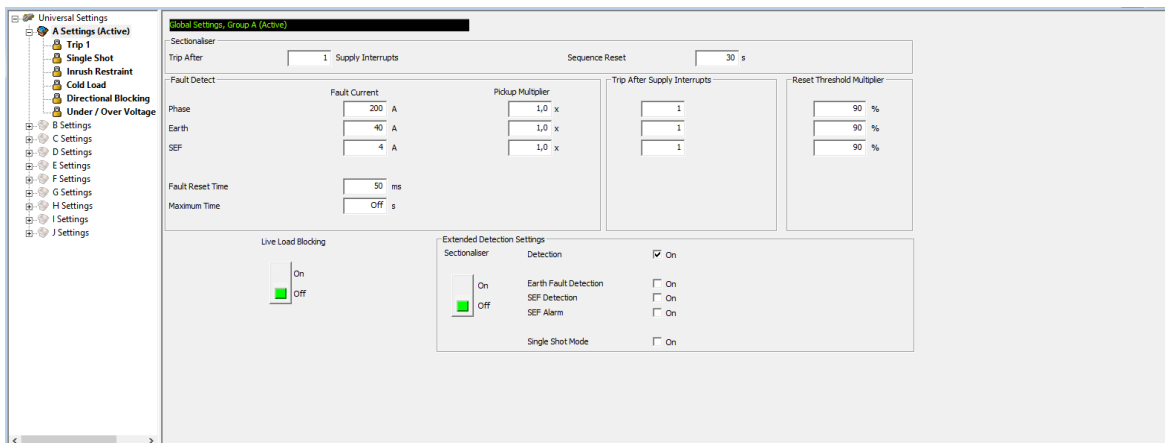 Universal Settings
A Settings (Active)
Trip 1
Single Shot
Inrush Restraint
Cold Load
Directional Blocking
Under / Over Voltage
B Settings
C Settings
D Settings
E Settings
F Settings
G Settings
H Settings
I Settings
J Settings
Global Settings, Group A (Active)
Sectionaliser
Trip After 1 Supply Interrupts Sequence Reset 30 s
Fault Detect
Fault Current Pickup Multiplier
Phase 200 A 1,0 x
Earth 40 A 1,0 x
SEF 4 A 1,0 x
Fault Reset Time 50 ms
Maximum Time Off s
Trip After Supply Interrupts
1
1
1
Reset Threshold Multiplier
90 %
90 %
90 %
Live Load Blocking
On
Off
Extended Detection Settings
Sectionaliser
On
Off
Detection On
Earth Fault Detection On
SEF Detection On
SEF Alarm On
Single Shot Mode On